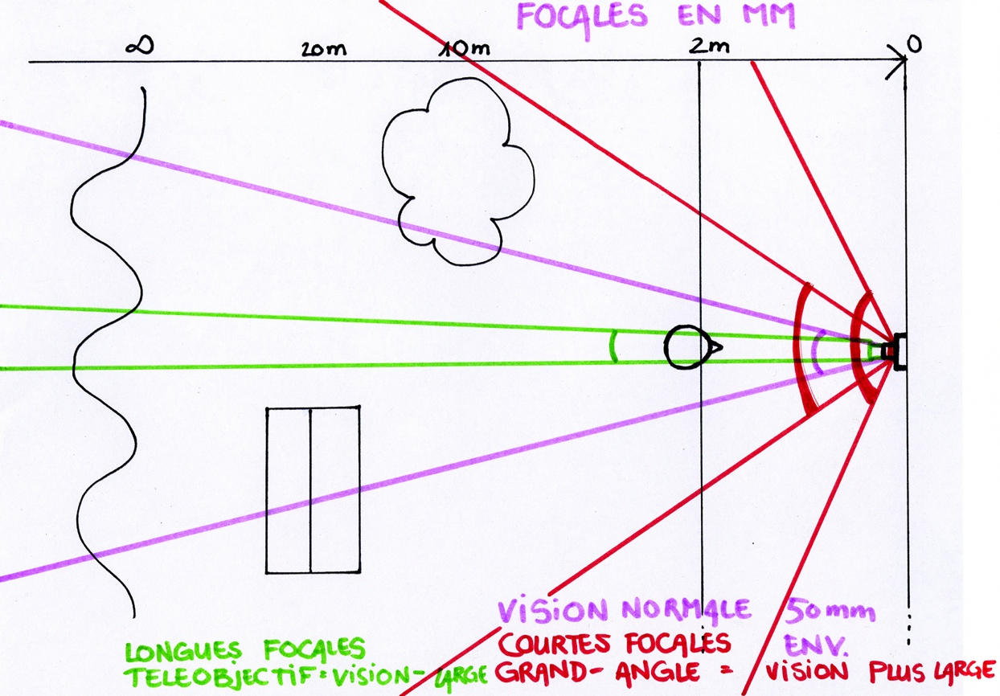 FOCALES EN MM
∞ 20m 10m 2m 0
VISION NORMALE 50mm
ENV.
LONGUES FOCALES
TELEOBJECTIF = VISION - LARGE
COURTES FOCALES
GRAND - ANGLE = VISION PLUS LARGE